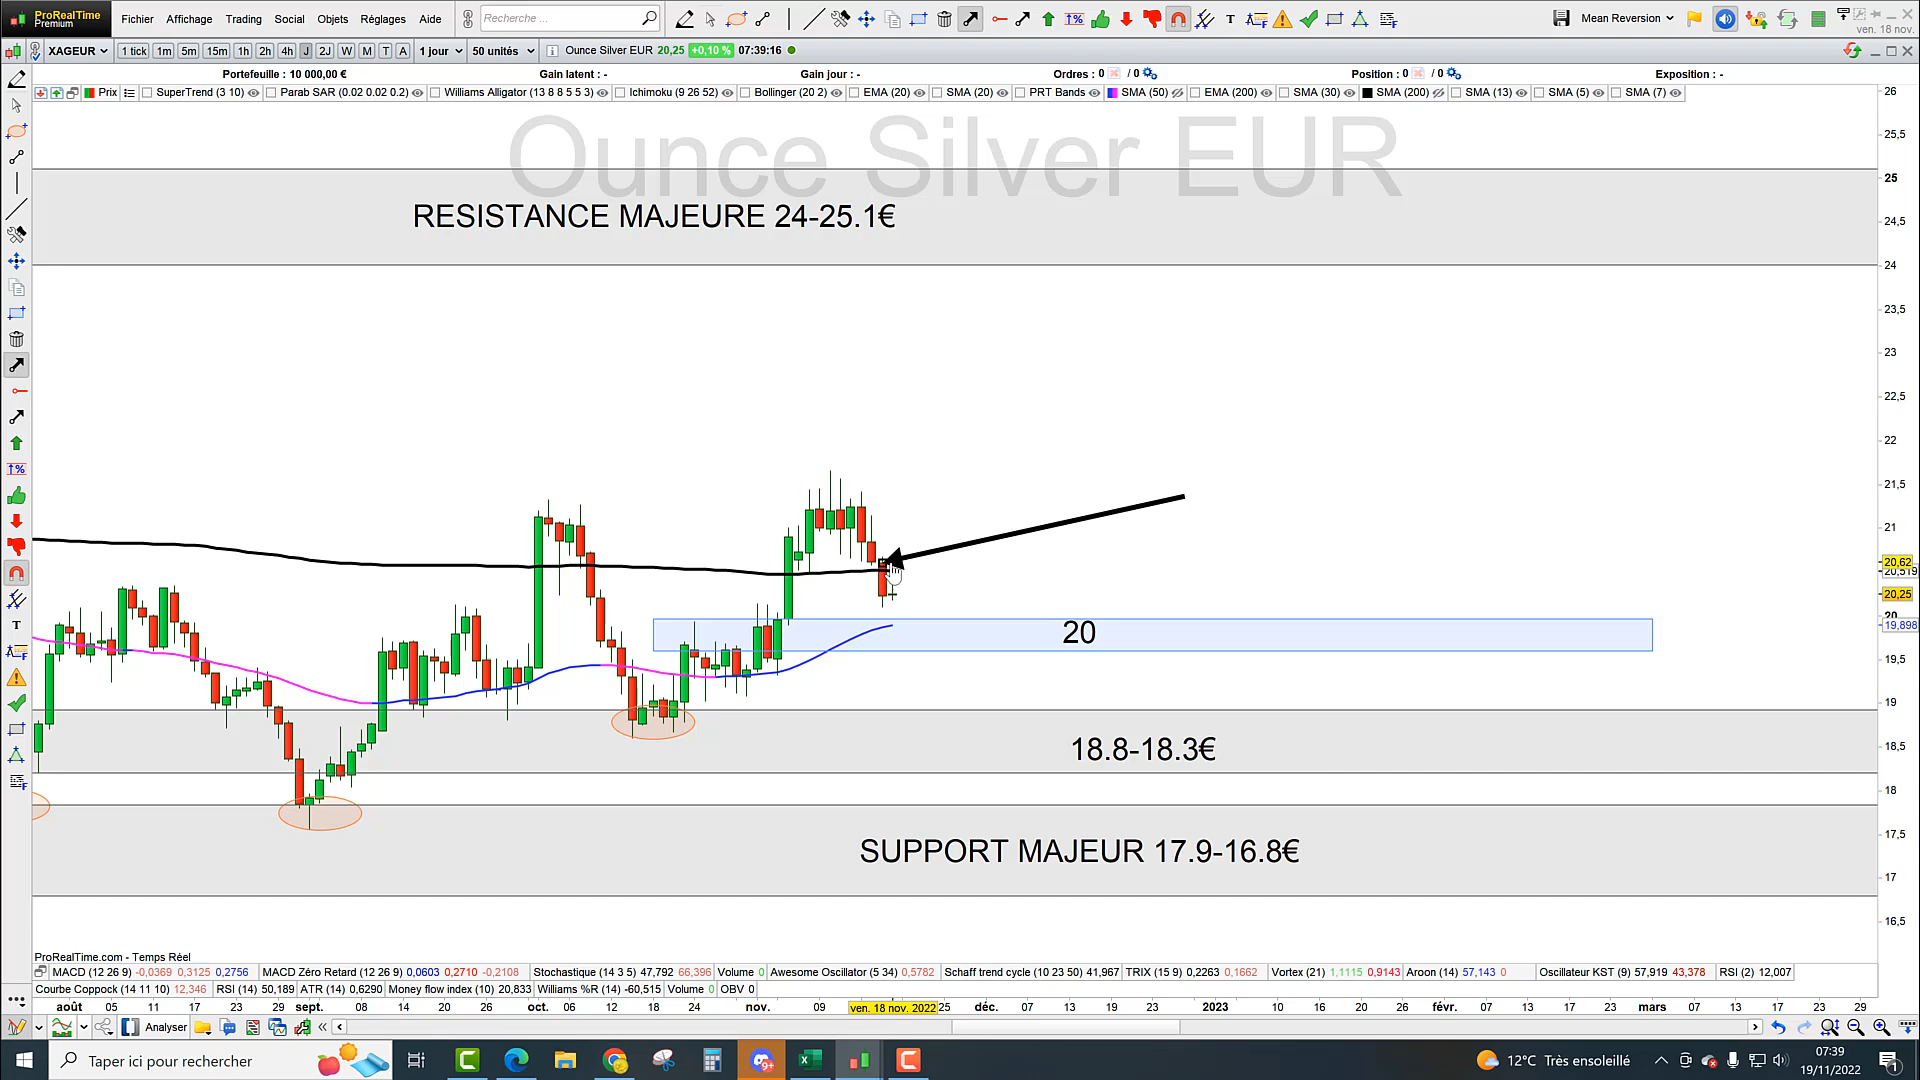 ProRealTime
Premium
Fichier Affichage Trading Social Objets Réglages Aide
Recherche ...
Mean Reversion
ven. 18 nov.
XAGEUR 1 tick 1m 5m 15m 1h 2h 4h J 2J W M T A 1 jour 50 unités Ounce Silver EUR 20,25 +0,10 % 07:39:16
Portefeuille : 10 000,00 € Gain latent : - Gain jour : - Ordres : 0 / 0 Position : 0 / 0 Exposition : -
Prix SuperTrend (3 10) Parab SAR (0.02 0.02 0.2) Williams Alligator (13 8 8 5 5 3) Ichimoku (9 26 52) Bollinger (20 2) EMA (20) SMA (20) PRT Bands SMA (50) EMA (200) SMA (30) SMA (200) SMA (13) SMA (5) SMA (7)
Ounce Silver EUR
RESISTANCE MAJEURE 24-25.1€
20
18.8-18.3€
SUPPORT MAJEUR 17.9-16.8€
26
25,5
25
24,5
24
23,5
23
22,5
22
21,5
21
20,62
20,519
20,25
20
19,898
19,5
19
18,5
18
17,5
17
16,5
ProRealTime.com - Temps Réel
MACD (12 26 9) -0,0369 0,3125 0,2756 MACD Zéro Retard (12 26 9) 0,0603 0,2710 -0,2108 Stochastique (14 3 5) 47,792 66,396 Volume 0 Awesome Oscillator (5 34) 0,5782 Schaff trend cycle (10 23 50) 41,967 TRIX (15 9) 0,2263 0,1662 Vortex (21) 1,1115 0,9143 Aroon (14) 57,143 0 Oscillateur KST (9) 57,919 43,378 RSI (2) 12,007
Courbe Coppock (14 11 10) 12,346 RSI (14) 50,189 ATR (14) 0,6290 Money flow index (10) 20,833 Williams %R (14) -60,515 Volume 0 OBV 0
août 05 11 17 23 29 sept. 08 14 20 26 oct. 06 12 18 24 nov. 09 ven. 18 nov. 2022 25 déc. 07 13 19 23 2023 10 16 20 26 févr. 07 13 17 23 mars 07 13 17 23 29
Analyser
Taper ici pour rechercher
9+
12°C Très ensoleillé
07:39
19/11/2022
1